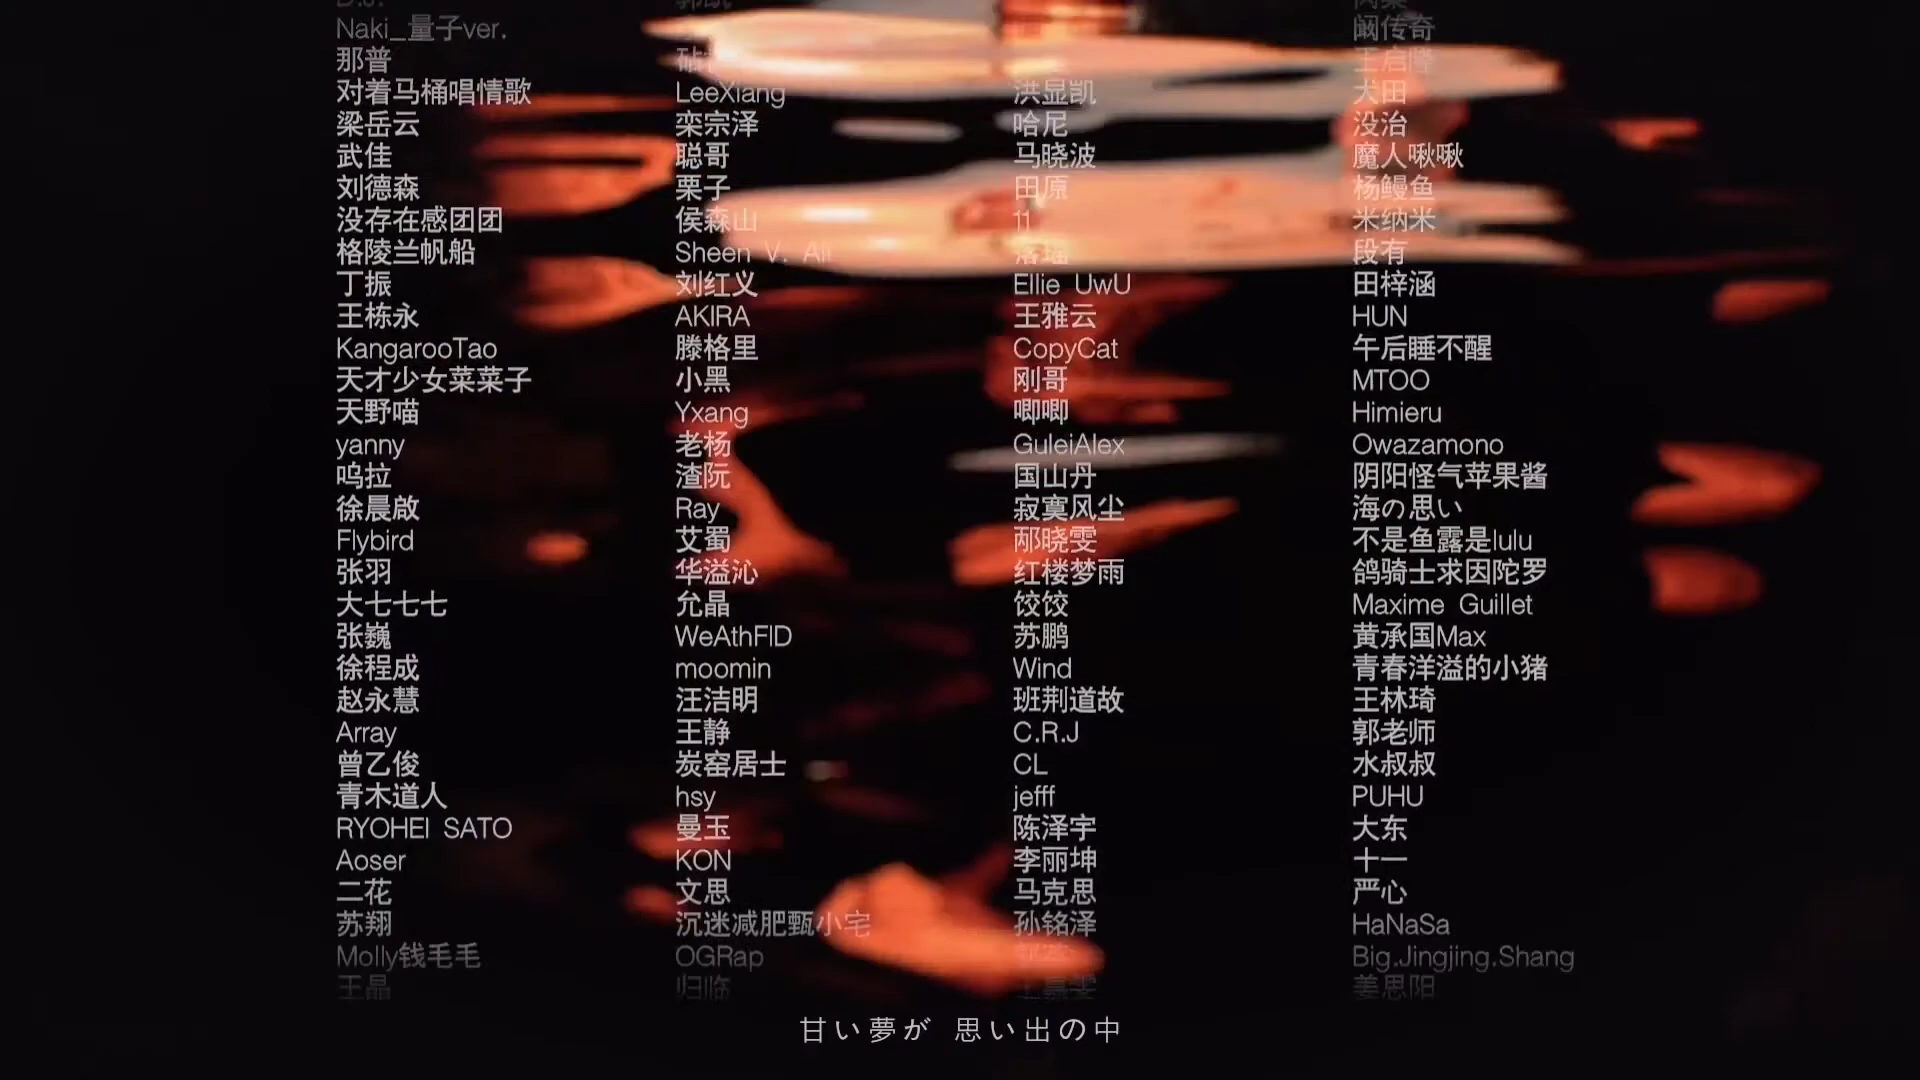 Naki_量子ver.
那普
对着马桶唱情歌
梁岳云
武佳
刘德森
没存在感团团
格陵兰帆船
丁振
王栋永
KangarooTao
天才少女菜菜子
天野喵
yanny
呜拉
徐晨啟
Flybird
张羽
大七七七
张巍
徐程成
赵永慧
Array
曾乙俊
青木道人
RYOHEI SATO
Aoser
二花
苏翔
Molly钱毛毛
王晶
LeeXiang
栾宗泽
聪哥
栗子
侯森山
Sheen V. Ali
刘红义
AKIRA
滕格里
小黑
Yxang
老杨
渣阮
Ray
艾蜀
华溢沁
允晶
WeAthFlD
moomin
汪洁明
王静
炭窑居士
hsy
曼玉
KON
文思
沉迷减肥甄小宅
OGRap
归临
洪显凯
哈尼
马晓波
田原
11
Ellie UwU
王雅云
CopyCat
刚哥
唧唧
GuleiAlex
国山丹
寂寞风尘
邴晓雯
红楼梦雨
饺饺
苏鹏
Wind
班荆道故
C.R.J
CL
jefff
陈泽宇
李丽坤
马克思
孙铭泽
阚传奇
王启隆
犬田
没治
魔人啾啾
杨鳗鱼
米纳米
段有
田梓涵
HUN
午后睡不醒
MTOO
Himieru
Owazamono
阴阳怪气苹果酱
海の思い
不是鱼露是lulu
鸽骑士求因陀罗
Maxime Guillet
黄承国Max
青春洋溢的小猪
王林琦
郭老师
水叔叔
PUHU
大东
十一
严心
HaNaSa
Big.Jingjing.Shang
姜思阳
甘い夢が 思い出の中